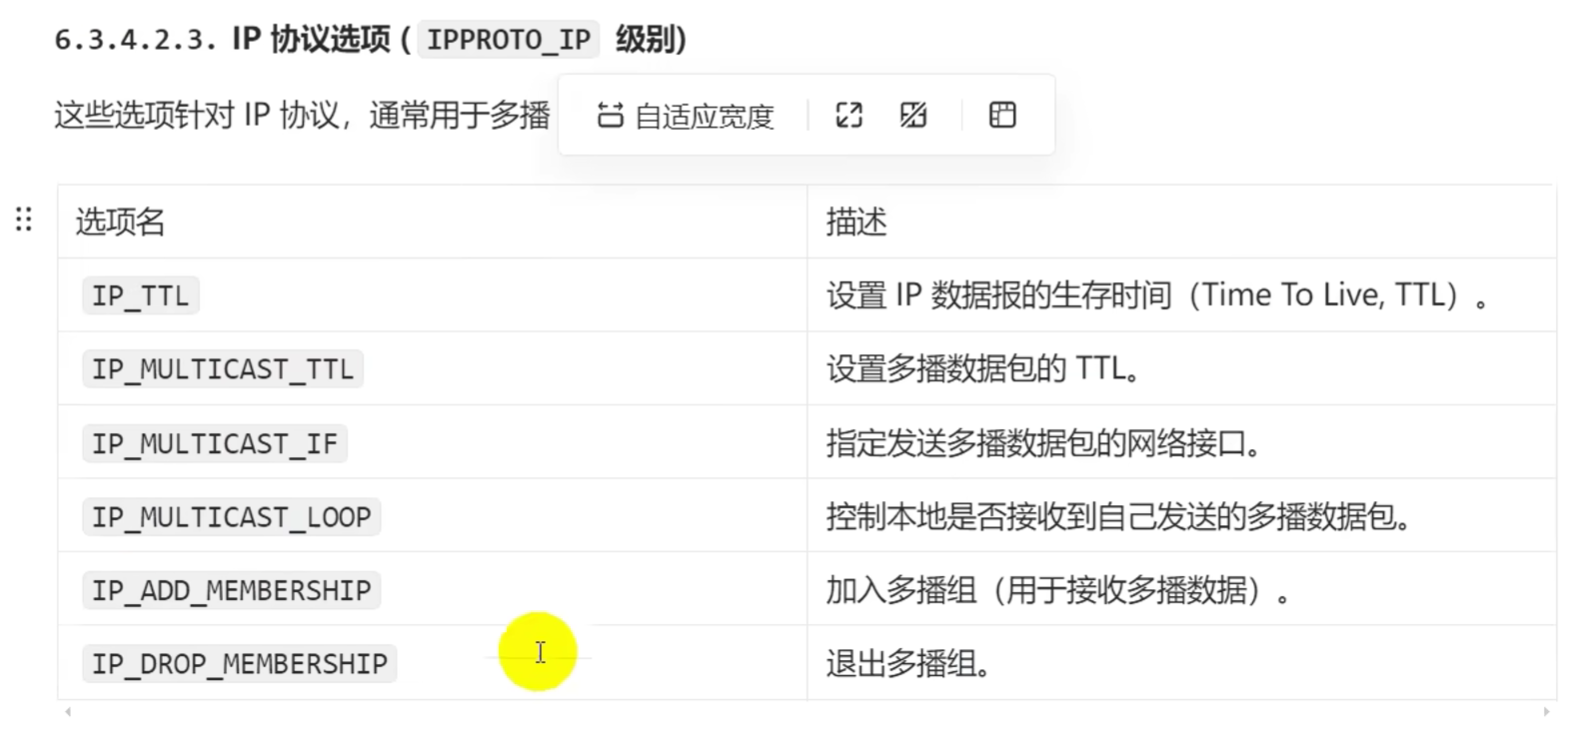 6.3.4.2.3. IP 协议选项 ( IPPROTO_IP 级别)
这些选项针对 IP 协议，通常用于多播
自适应宽度
选项名 描述
IP_TTL 设置 IP 数据报的生存时间（Time To Live, TTL）。
IP_MULTICAST_TTL 设置多播数据包的 TTL。
IP_MULTICAST_IF 指定发送多播数据包的网络接口。
IP_MULTICAST_LOOP 控制本地是否接收到自己发送的多播数据包。
IP_ADD_MEMBERSHIP 加入多播组（用于接收多播数据）。
IP_DROP_MEMBERSHIP 退出多播组。